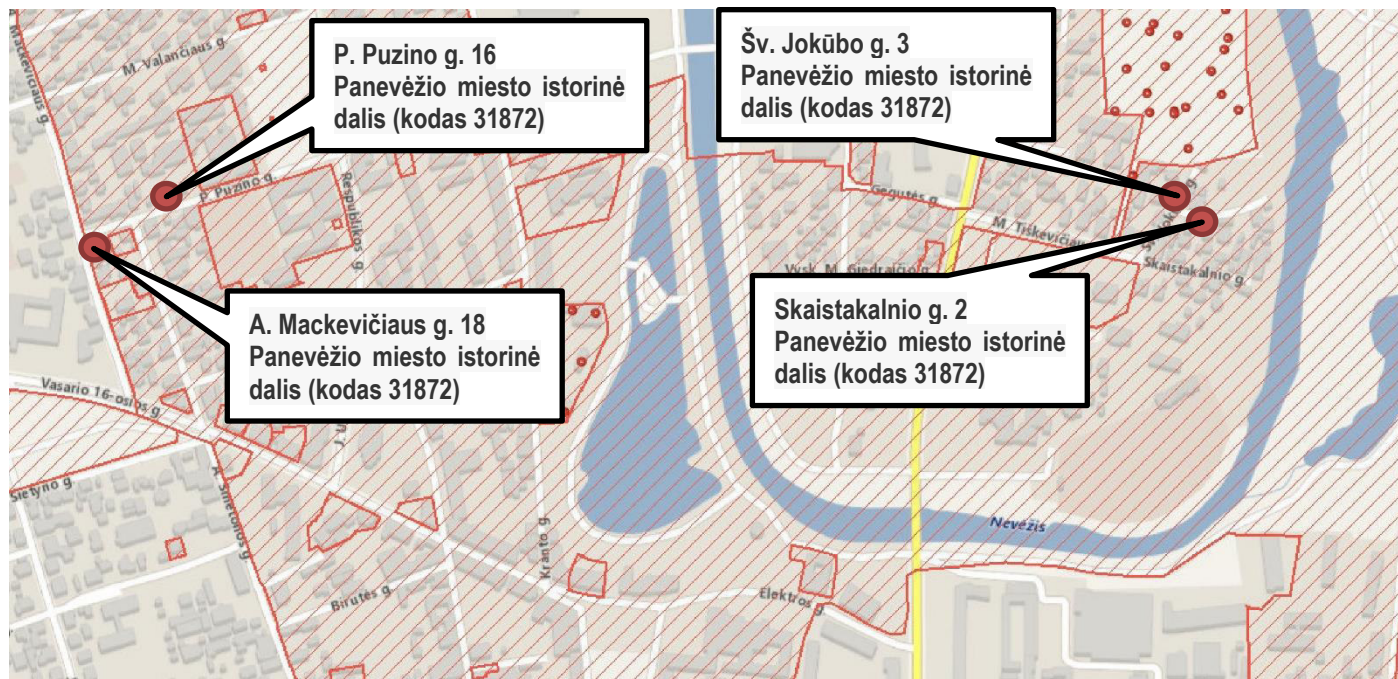 A. Mackevičiaus g.
M. Valančiaus g.
P. Puzino g. 16
Panevėžio miesto istorinė
dalis (kodas 31872)
Šv. Jokūbo g. 3
Panevėžio miesto istorinė
dalis (kodas 31872)
P. Puzino g.
Respublikos g.
Gegutės g.
M. Tiškevičiaus
Skaistakalnio g.
Vysk. M. Giedraičio g.
A. Mackevičiaus g. 18
Panevėžio miesto istorinė
dalis (kodas 31872)
Skaistakalnio g. 2
Panevėžio miesto istorinė
dalis (kodas 31872)
Vasario 16-osios g.
J. U
Sietyno g.
A. Smetonos g.
Kranto g.
Nevėžis
Birutės g.
Elektros g.